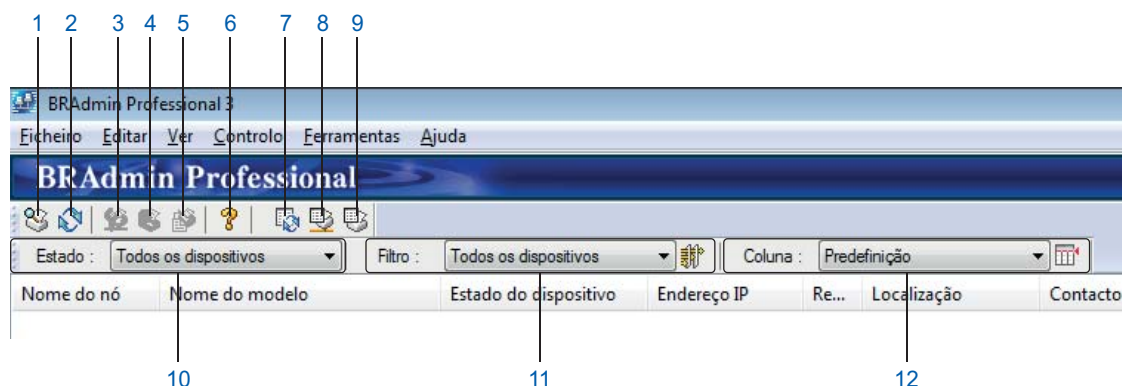 1 2 3 4 5 6 7 8 9
BRAdmin Professional 3
Ficheiro Editar Ver Controlo Ferramentas Ajuda
BRAdmin Professional
Estado : Todos os dispositivos Filtro : Todos os dispositivos Coluna : Predefinição
Nome do nó Nome do modelo Estado do dispositivo Endereço IP Re... Localização Contacto
10 11 12